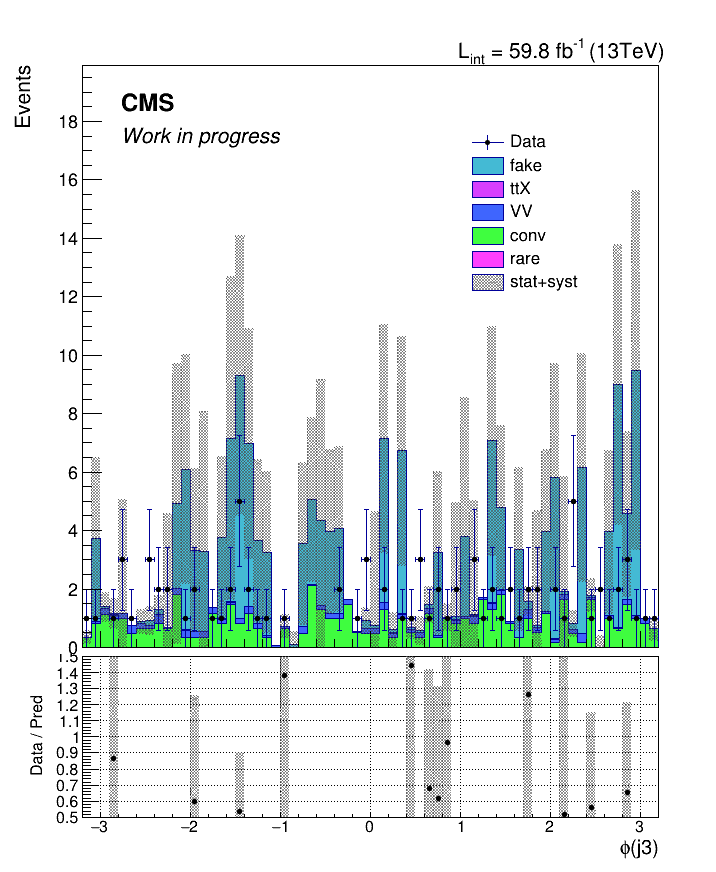 L_int = 59.8 fb^-1 (13TeV)
Events
CMS
Work in progress
Data
fake
ttX
VV
conv
rare
stat+syst
18
16
14
12
10
8
6
4
2
0
Data / Pred
1.5
1.4
1.3
1.2
1.1
1
0.9
0.8
0.7
0.6
0.5
−3 −2 −1 0 1 2 3
ϕ(j3)